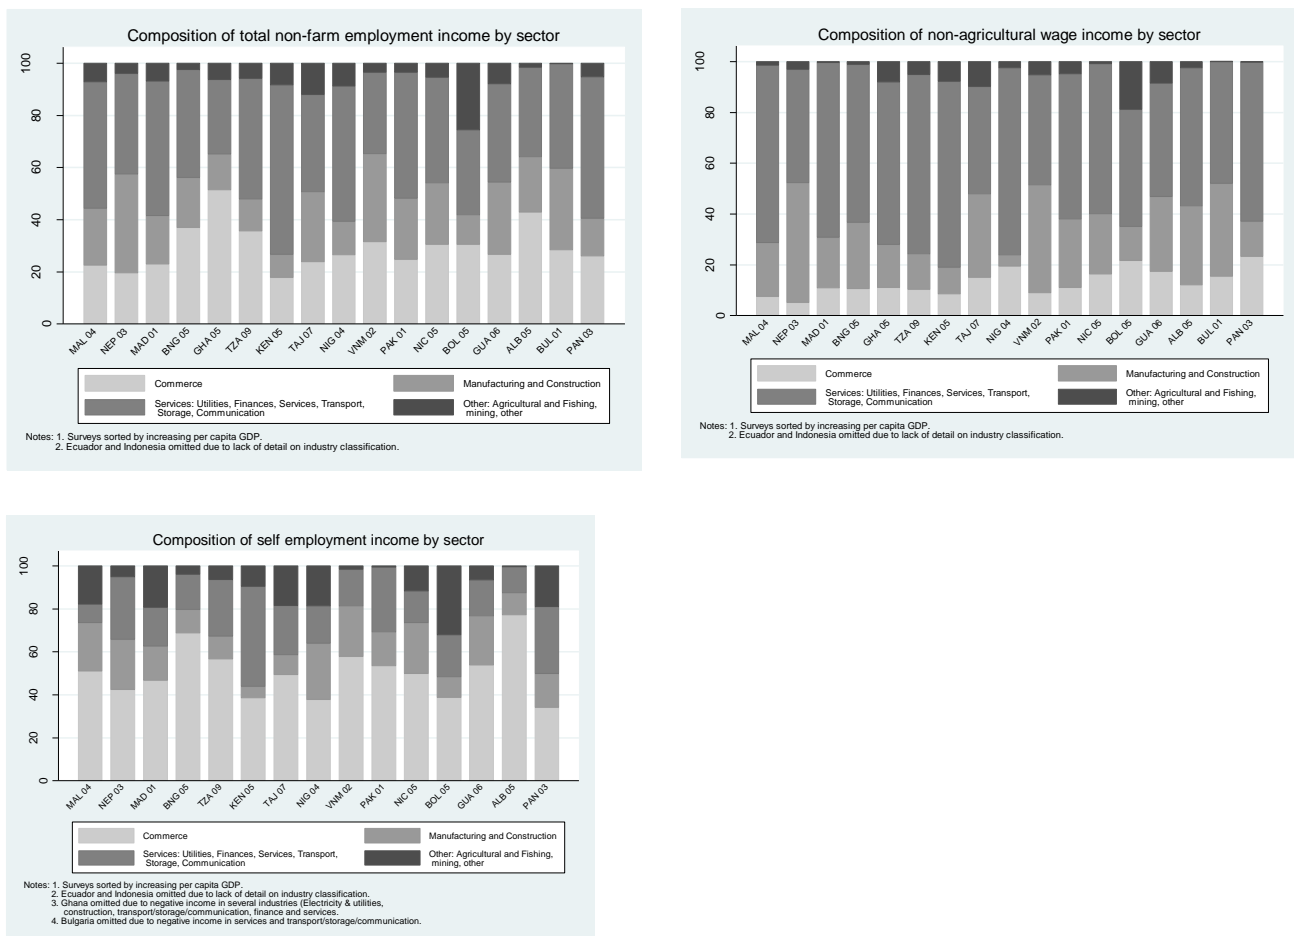 Composition of total non-farm employment income by sector
100
80
60
40
20
0
MAL 04
NEP 03
MAD 01
BNG 05
GHA 05
TZA 09
KEN 05
TAJ 07
NIG 04
VNM 02
PAK 01
NIC 05
BOL 05
GUA 06
ALB 05
BUL 01
PAN 03
Commerce
Manufacturing and Construction
Services: Utilities, Finances, Services, Transport,
Storage, Communication
Other: Agricultural and Fishing,
mining, other
Notes: 1. Surveys sorted by increasing per capita GDP.
2. Ecuador and Indonesia omitted due to lack of detail on industry classification.
Composition of non-agricultural wage income by sector
100
80
60
40
20
0
MAL 04
NEP 03
MAD 01
BNG 05
GHA 05
TZA 09
KEN 05
TAJ 07
NIG 04
VNM 02
PAK 01
NIC 05
BOL 05
GUA 06
ALB 05
BUL 01
PAN 03
Commerce
Manufacturing and Construction
Services: Utilities, Finances, Services, Transport,
Storage, Communication
Other: Agricultural and Fishing,
mining, other
Notes: 1. Surveys sorted by increasing per capita GDP.
2. Ecuador and Indonesia omitted due to lack of detail on industry classification.
Composition of self employment income by sector
100
80
60
40
20
0
MAL 04
NEP 03
MAD 01
BNG 05
TZA 09
KEN 05
TAJ 07
NIG 04
VNM 02
PAK 01
NIC 05
BOL 05
GUA 06
ALB 05
PAN 03
Commerce
Manufacturing and Construction
Services: Utilities, Finances, Services, Transport,
Storage, Communication
Other: Agricultural and Fishing,
mining, other
Notes: 1. Surveys sorted by increasing per capita GDP.
2. Ecuador and Indonesia omitted due to lack of detail on industry classification.
3. Ghana omitted due to negative income in several industries (Electricity & utilities,
construction, transport/storage/communication, finance and services.
4. Bulgaria omitted due to negative income in services and transport/storage/communication.